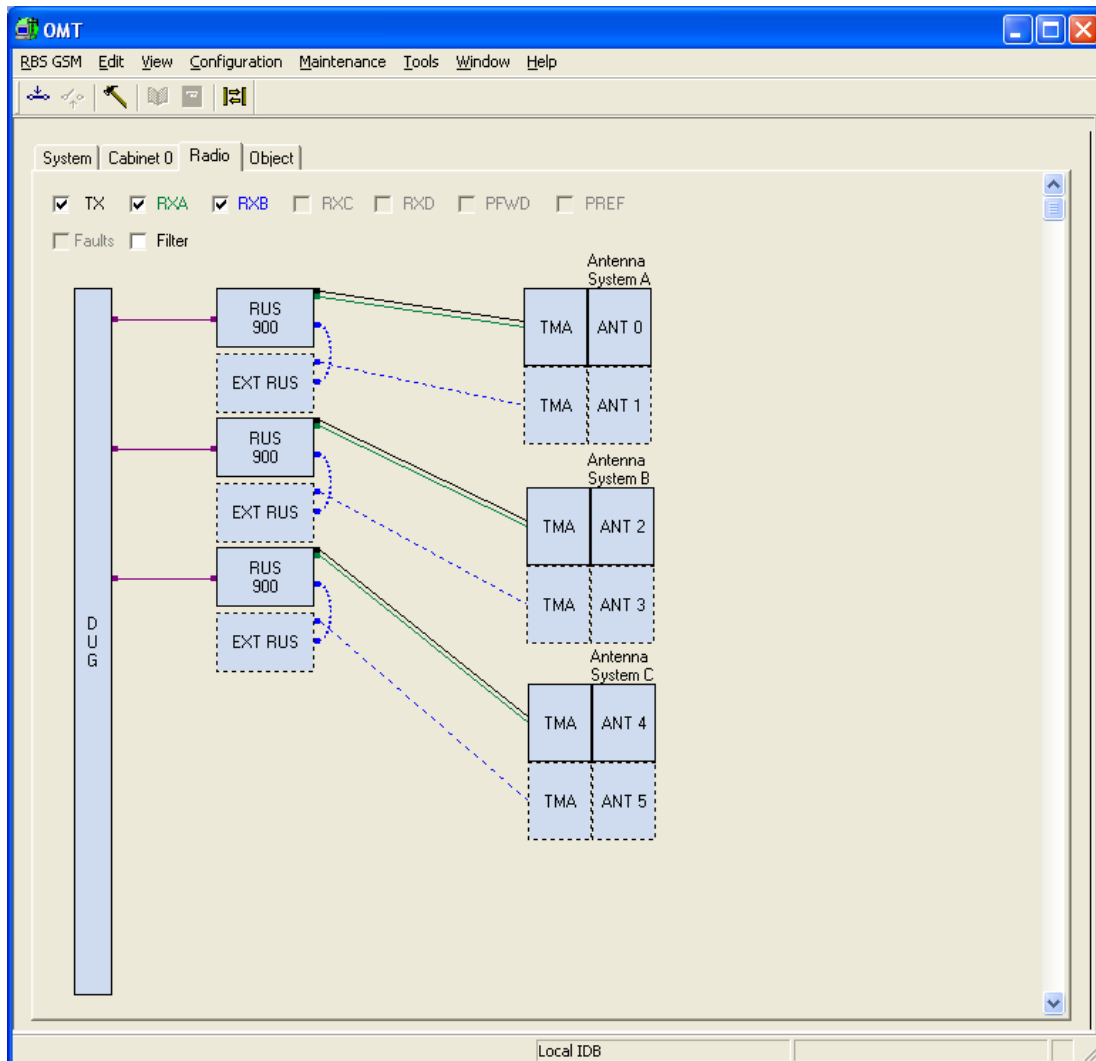 OMT
RBS GSM Edit View Configuration Maintenance Tools Window Help
System Cabinet 0 Radio Object
TX RXA RXB RXC RXD PFWD PREF
Faults Filter
Antenna
System A
RUS
900
TMA ANT 0
EXT RUS
TMA ANT 1
RUS
900
Antenna
System B
EXT RUS
TMA ANT 2
RUS
900
TMA ANT 3
D
U
G
EXT RUS
Antenna
System C
TMA ANT 4
TMA ANT 5
Local IDB